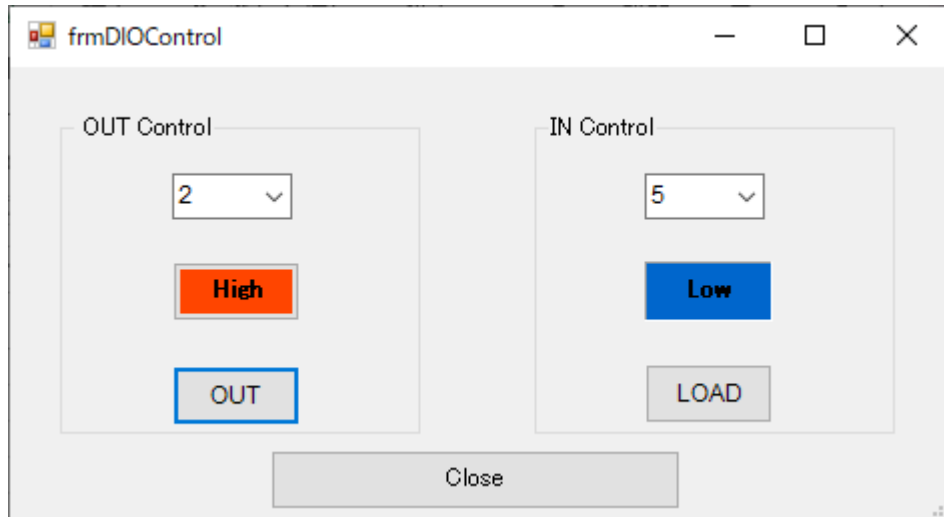 frmDIOControl
OUT Control
2
High
OUT
IN Control
5
Low
LOAD
Close